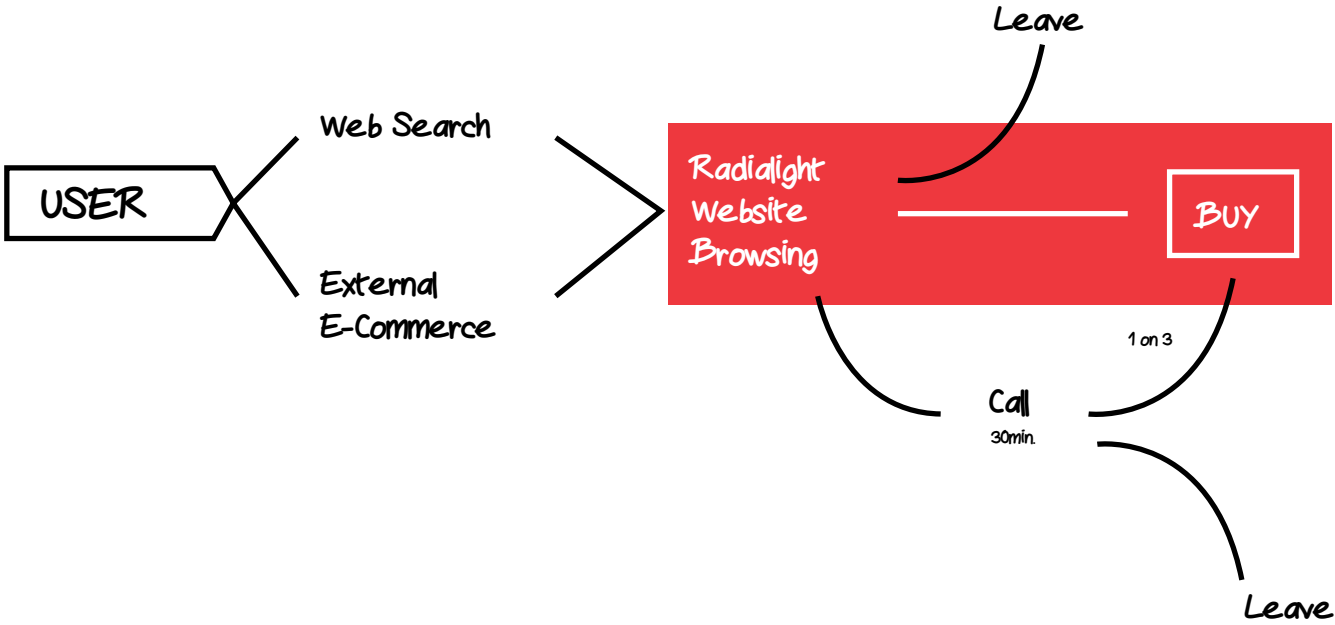 Leave
Web Search
USER
External
E-Commerce
Radialight
Website
Browsing
BUY
1 on 3
Call
30min.
Leave